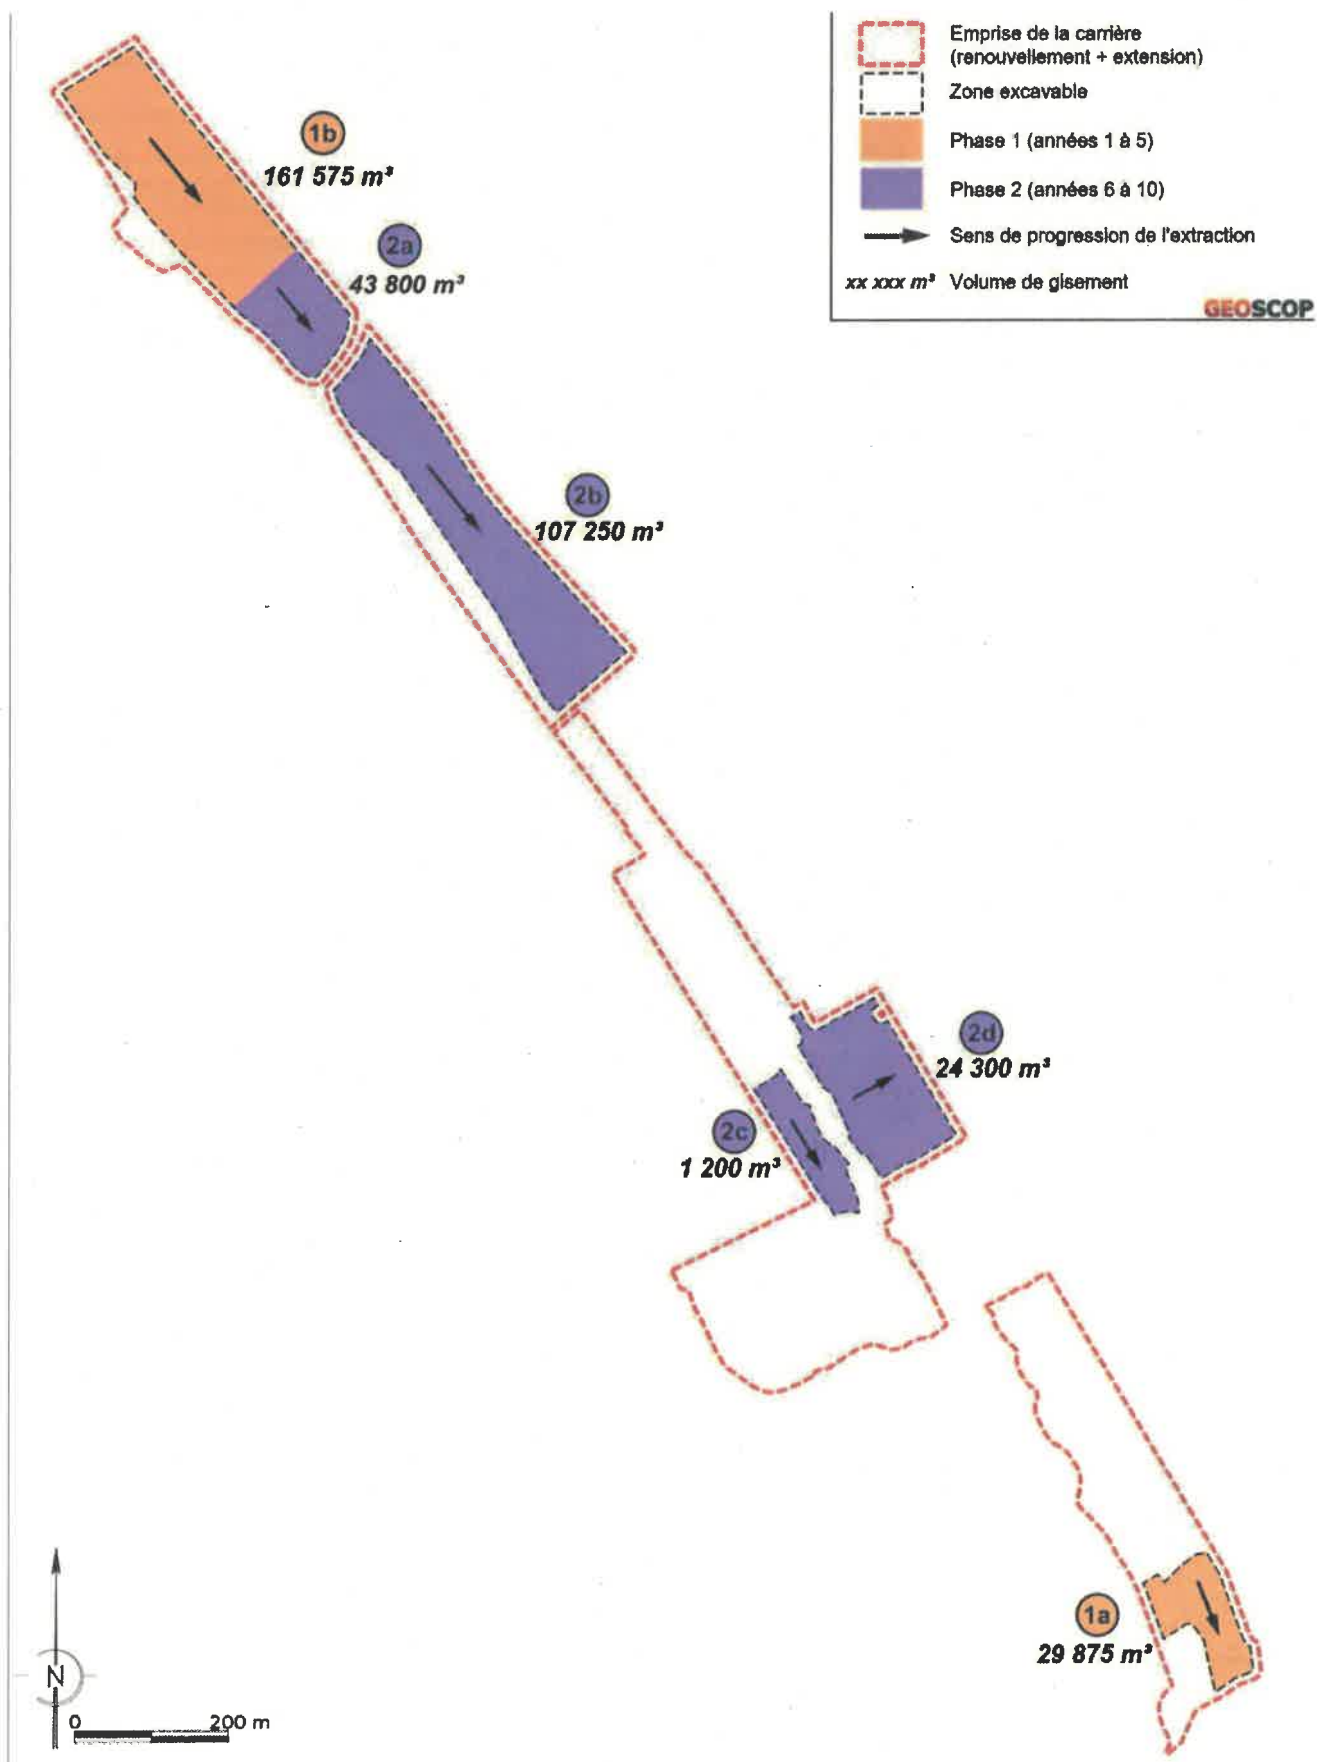 Emprise de la carrière
(renouvellement + extension)
Zone excavable
Phase 1 (années 1 à 5)
Phase 2 (années 6 à 10)
Sens de progression de l'extraction
xx xxx m³ Volume de gisement
GEOSCOP
1b
161 575 m³
2a
43 800 m³
2b
107 250 m³
2d
24 300 m³
2c
1 200 m³
1a
29 875 m³
N
0 200 m